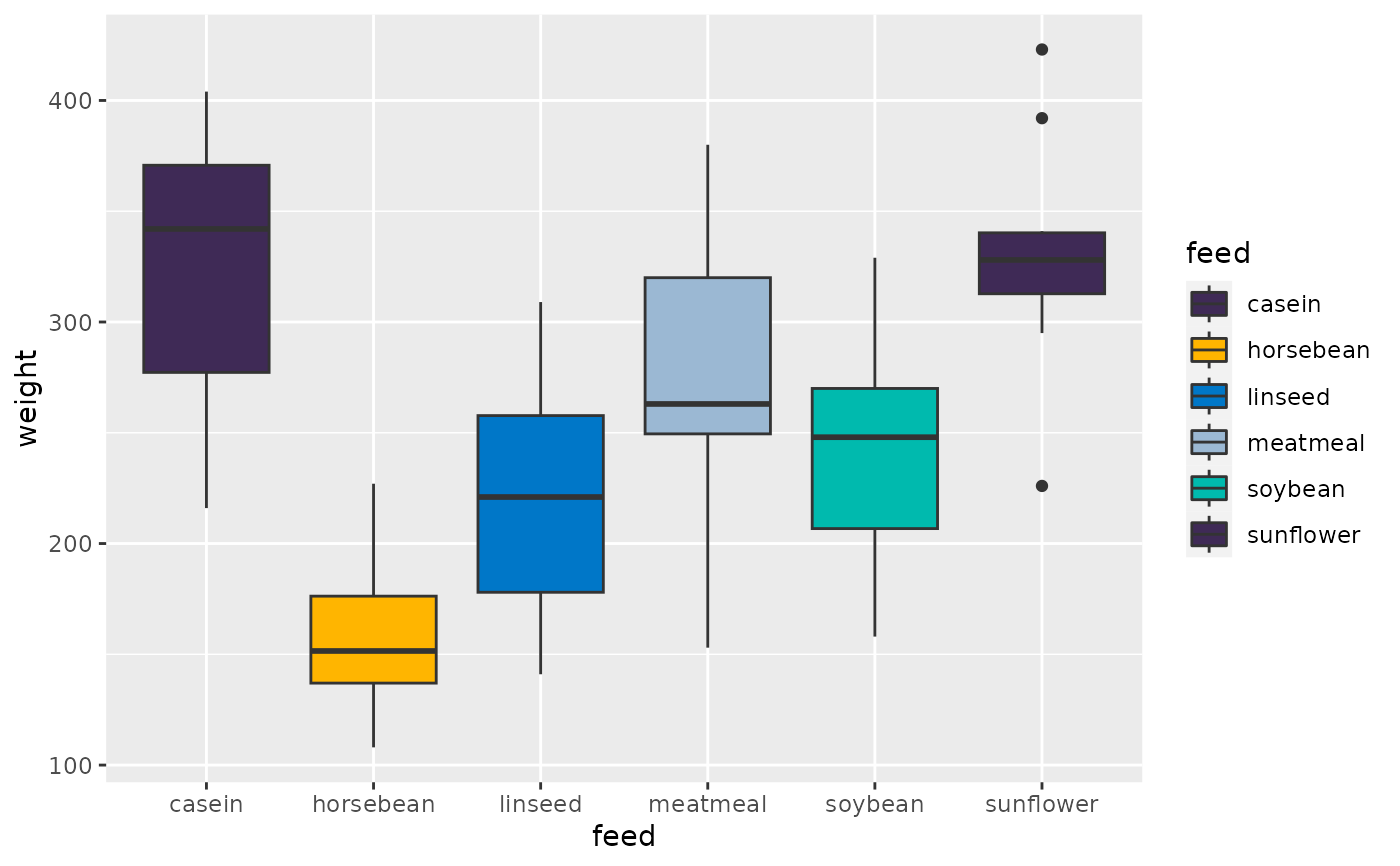 weight
400
300
200
100
casein horsebean linseed meatmeal soybean sunflower
feed
feed
casein
horsebean
linseed
meatmeal
soybean
sunflower